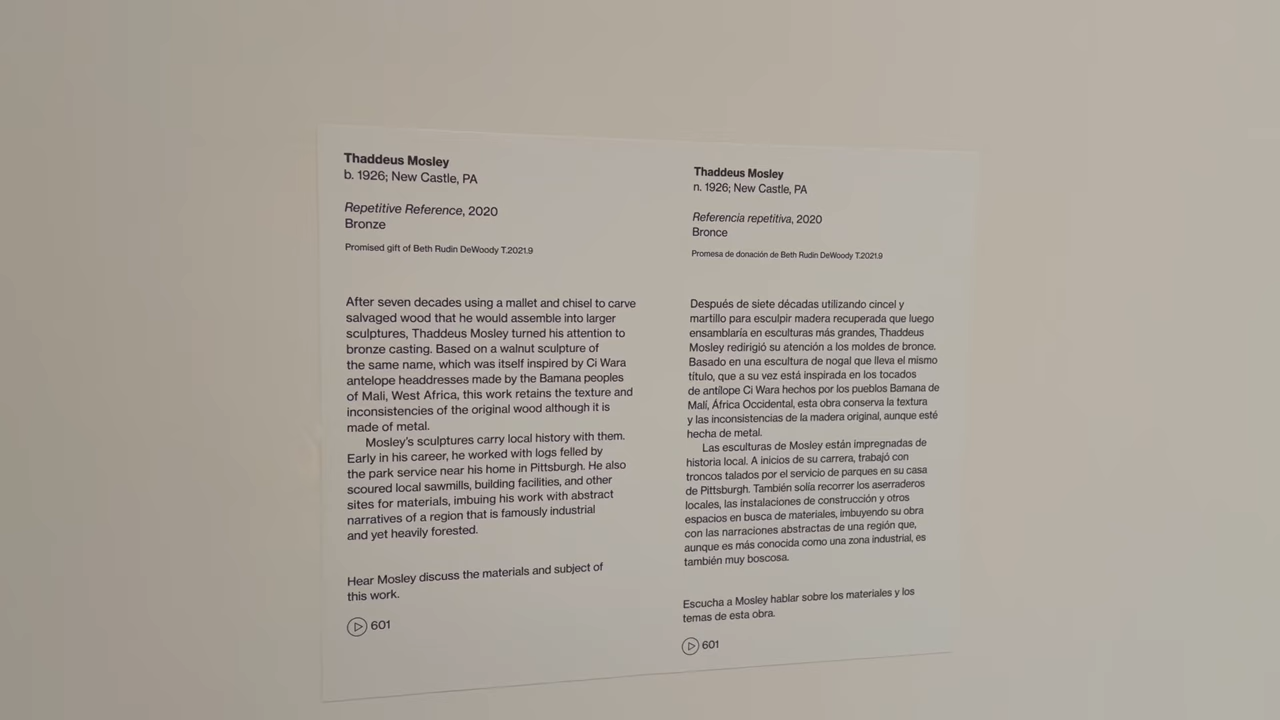 Thaddeus Mosley
b. 1926; New Castle, PA
Repetitive Reference, 2020
Bronze
Promised gift of Beth Rudin DeWoody T.2021.9
After seven decades using a mallet and chisel to carve
salvaged wood that he would assemble into larger
sculptures, Thaddeus Mosley turned his attention to
bronze casting. Based on a walnut sculpture of
the same name, which was itself inspired by Ci Wara
antelope headdresses made by the Bamana peoples
of Mali, West Africa, this work retains the texture and
inconsistencies of the original wood although it is
made of metal.
Mosley's sculptures carry local history with them.
Early in his career, he worked with logs felled by
the park service near his home in Pittsburgh. He also
scoured local sawmills, building facilities, and other
sites for materials, imbuing his work with abstract
narratives of a region that is famously industrial
and yet heavily forested.
Hear Mosley discuss the materials and subject of
this work.
601
Thaddeus Mosley
n. 1926; New Castle, PA
Referencia repetitiva, 2020
Bronce
Promesa de donación de Beth Rudin DeWoody T.2021.9
Después de siete décadas utilizando cincel y
martillo para esculpir madera recuperada que luego
ensamblaría en esculturas más grandes, Thaddeus
Mosley redirigió su atención a los moldes de bronce.
Basado en una escultura de nogal que lleva el mismo
título, que a su vez está inspirada en los tocados
de antílope Ci Wara hechos por los pueblos Bamana de
Malí, África Occidental, esta obra conserva la textura
y las inconsistencias de la madera original, aunque esté
hecha de metal.
Las esculturas de Mosley están impregnadas de
historia local. A inicios de su carrera, trabajó con
troncos talados por el servicio de parques en su casa
de Pittsburgh. También solía recorrer los aserraderos
locales, las instalaciones de construcción y otros
espacios en busca de materiales, imbuyendo su obra
con las narraciones abstractas de una región que,
aunque es más conocida como una zona industrial, es
también muy boscosa.
Escucha a Mosley hablar sobre los materiales y los
temas de esta obra.
601